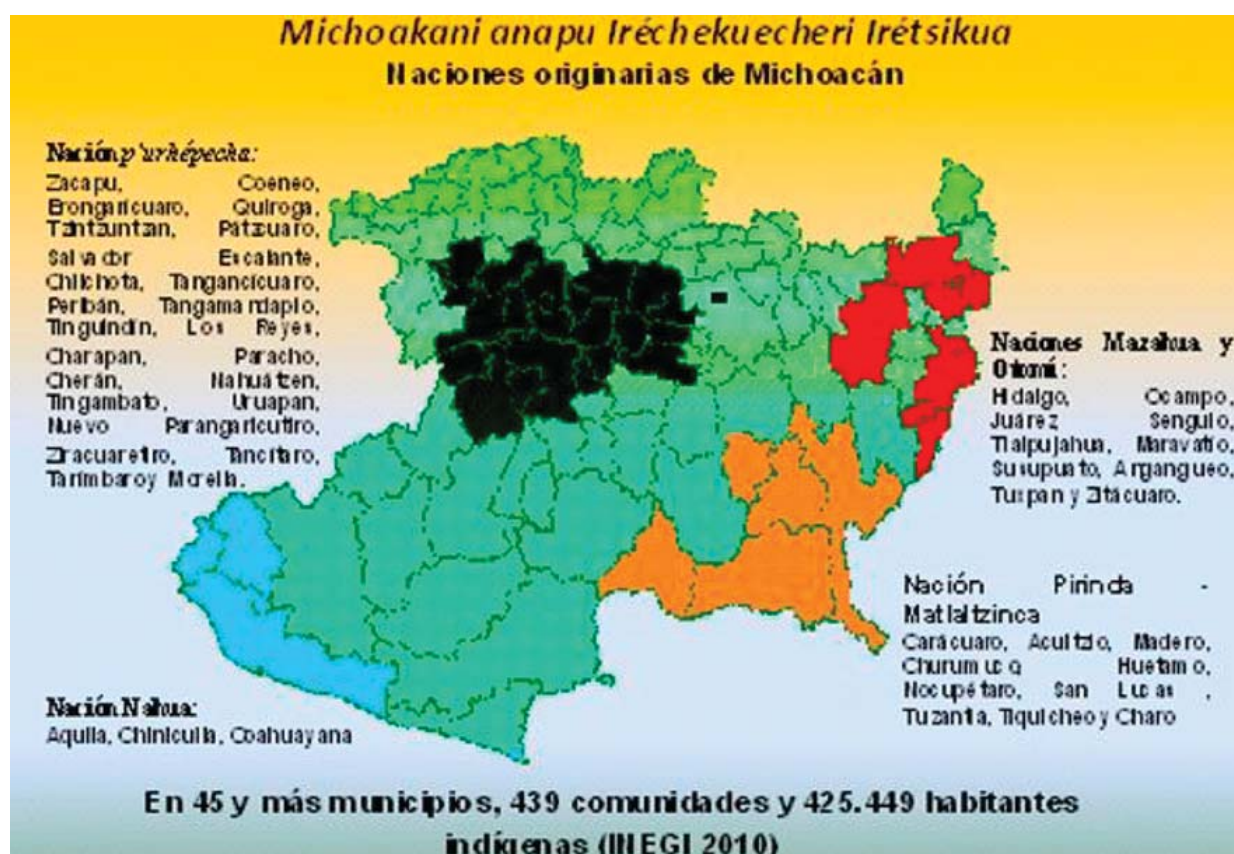 Michoakani anapu Iréchekuecheri Irétsikua
Naciones originarias de Michoacán
Nación p'urhépecha:
Zacapu, Coeneo,
Erongarícuaro, Quiroga,
Tzintzuntzan, Pátzcuaro,
Salvador Escalante,
Chilchota, Tangancícuaro,
Peribán, Tangamandapio,
Tinguindín, Los Reyes,
Charapan, Paracho,
Cherán, Nahuátzen,
Tingambato, Uruapan,
Nuevo Parangaricutiro,
Ziracuaretiro, Tancítaro,
Tarímbaro y Morelia.
Naciones Mazahua y
Otomí:
Hidalgo, Ocampo,
Juárez Senguio,
Tlalpujahua, Maravatío,
Susupuato, Angangueo,
Tuxpan y Zitácuaro.
Nación Pirinda -
Matlaltzinca
Carácuaro, Acuitzio, Madero,
Churumuco Huetamo,
Nocupétaro, San Lucas ,
Tuzantla, Tiquicheo y Charo
Nación Nahua:
Aquila, Chinicuila, Coahuayana
En 45 y más municipios, 439 comunidades y 425.449 habitantes
indígenas (INEGI 2010)